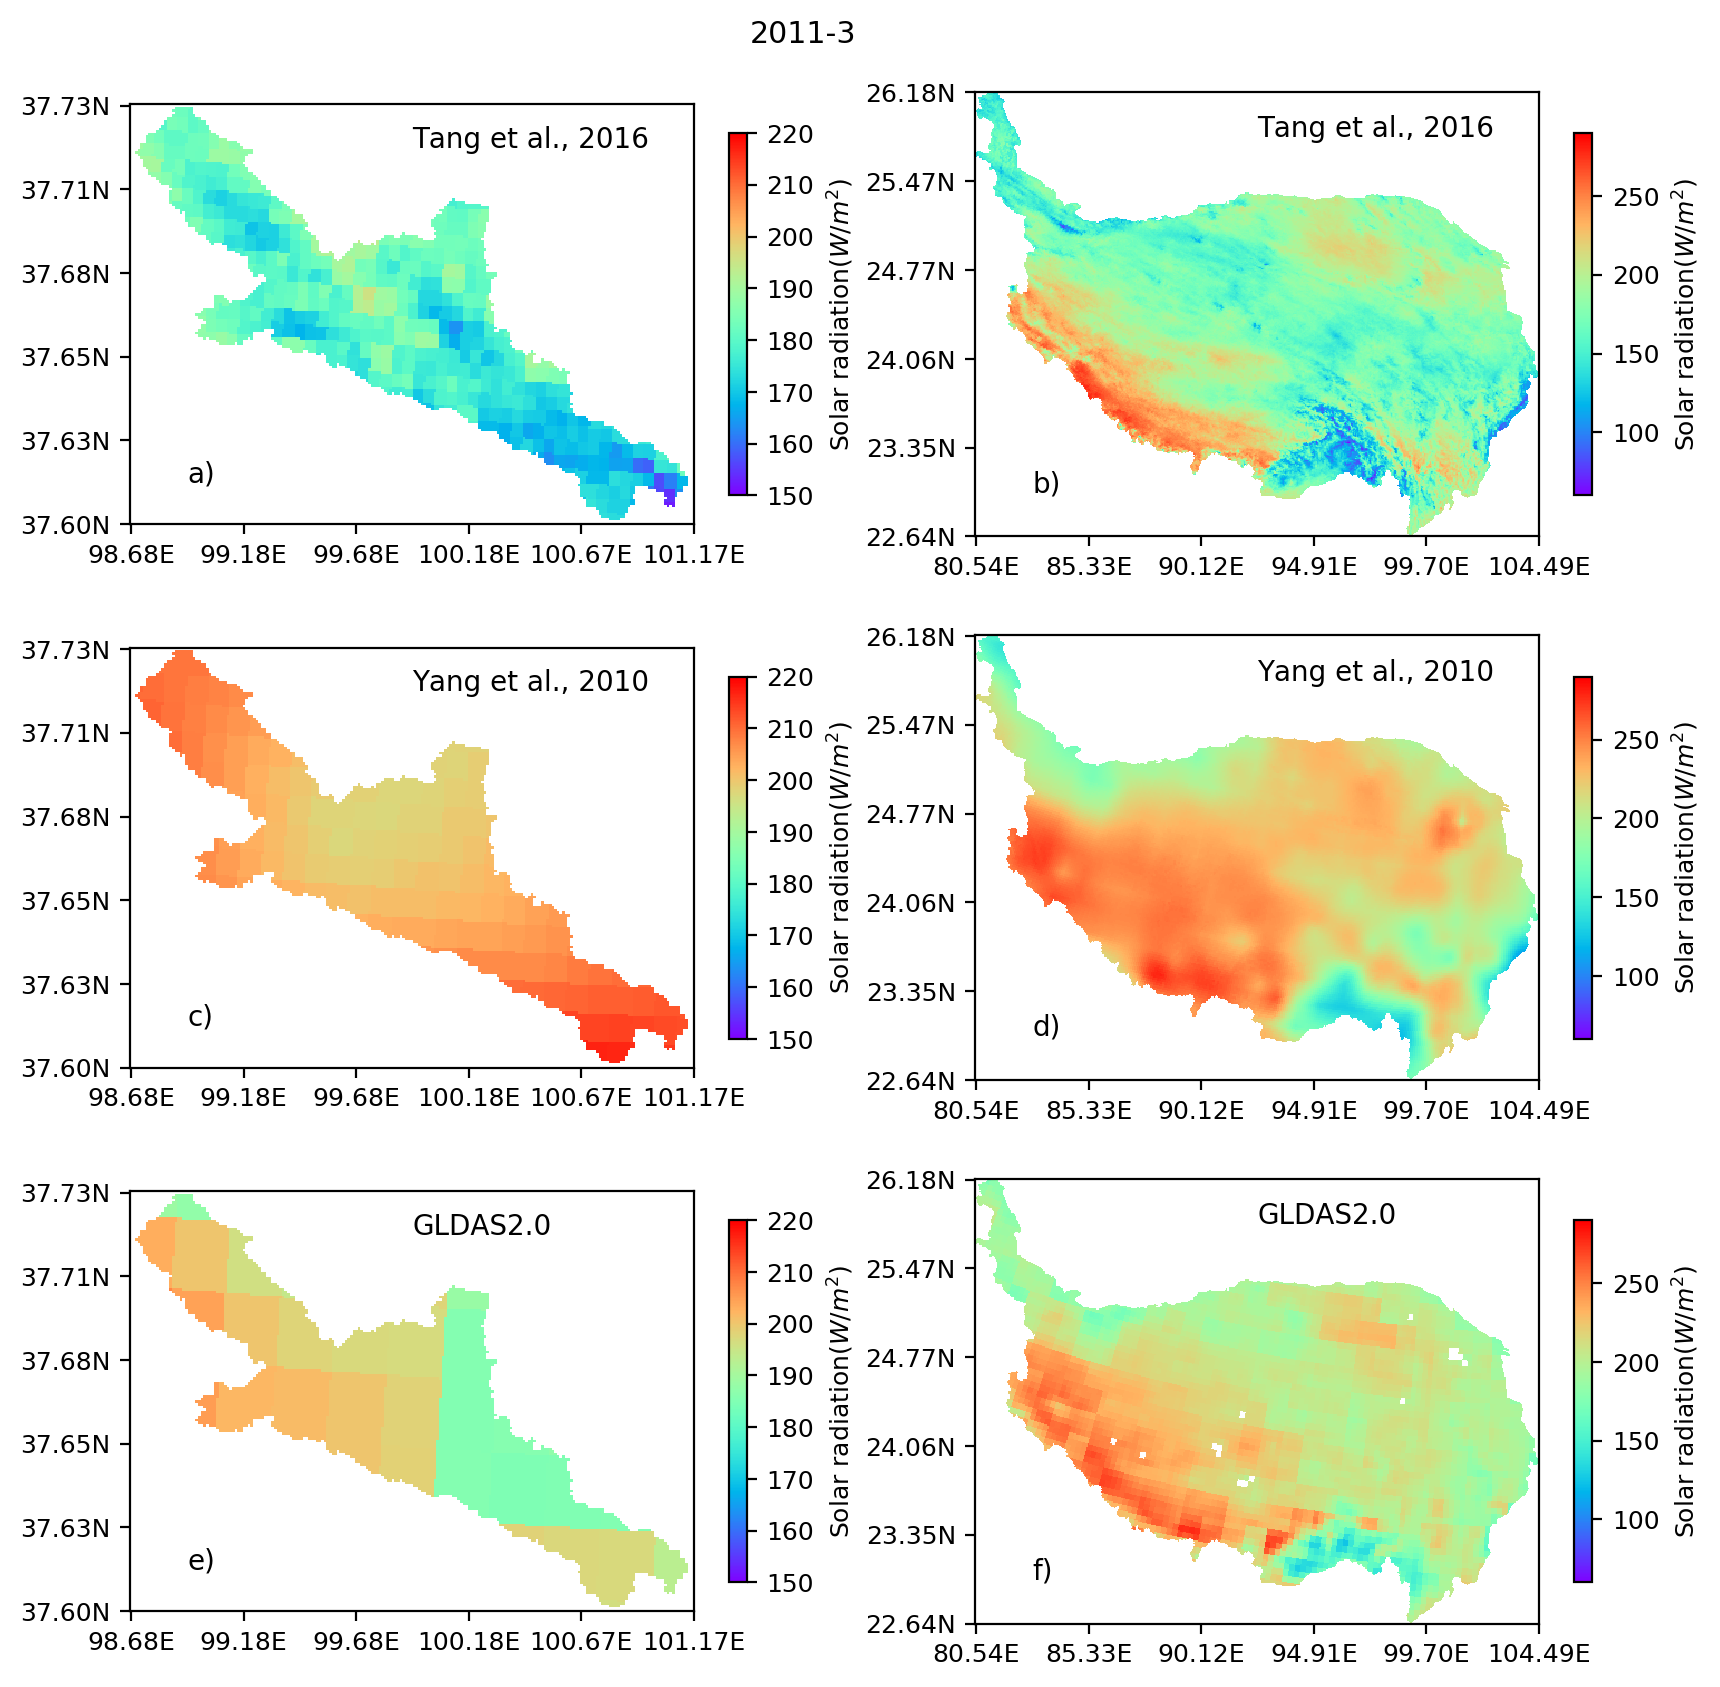 2011-3
37.73N
37.71N
37.68N
37.65N
37.63N
37.60N
98.68E 99.18E 99.68E 100.18E 100.67E 101.17E
Tang et al., 2016
a)
220
210
200
190
180
170
160
150
Solar radiation(W/m²)
26.18N
25.47N
24.77N
24.06N
23.35N
22.64N
80.54E 85.33E 90.12E 94.91E 99.70E 104.49E
Tang et al., 2016
b)
250
200
150
100
Solar radiation(W/m²)
37.73N
37.71N
37.68N
37.65N
37.63N
37.60N
98.68E 99.18E 99.68E 100.18E 100.67E 101.17E
Yang et al., 2010
c)
220
210
200
190
180
170
160
150
Solar radiation(W/m²)
26.18N
25.47N
24.77N
24.06N
23.35N
22.64N
80.54E 85.33E 90.12E 94.91E 99.70E 104.49E
Yang et al., 2010
d)
250
200
150
100
Solar radiation(W/m²)
37.73N
37.71N
37.68N
37.65N
37.63N
37.60N
98.68E 99.18E 99.68E 100.18E 100.67E 101.17E
GLDAS2.0
e)
220
210
200
190
180
170
160
150
Solar radiation(W/m²)
26.18N
25.47N
24.77N
24.06N
23.35N
22.64N
80.54E 85.33E 90.12E 94.91E 99.70E 104.49E
GLDAS2.0
f)
250
200
150
100
Solar radiation(W/m²)